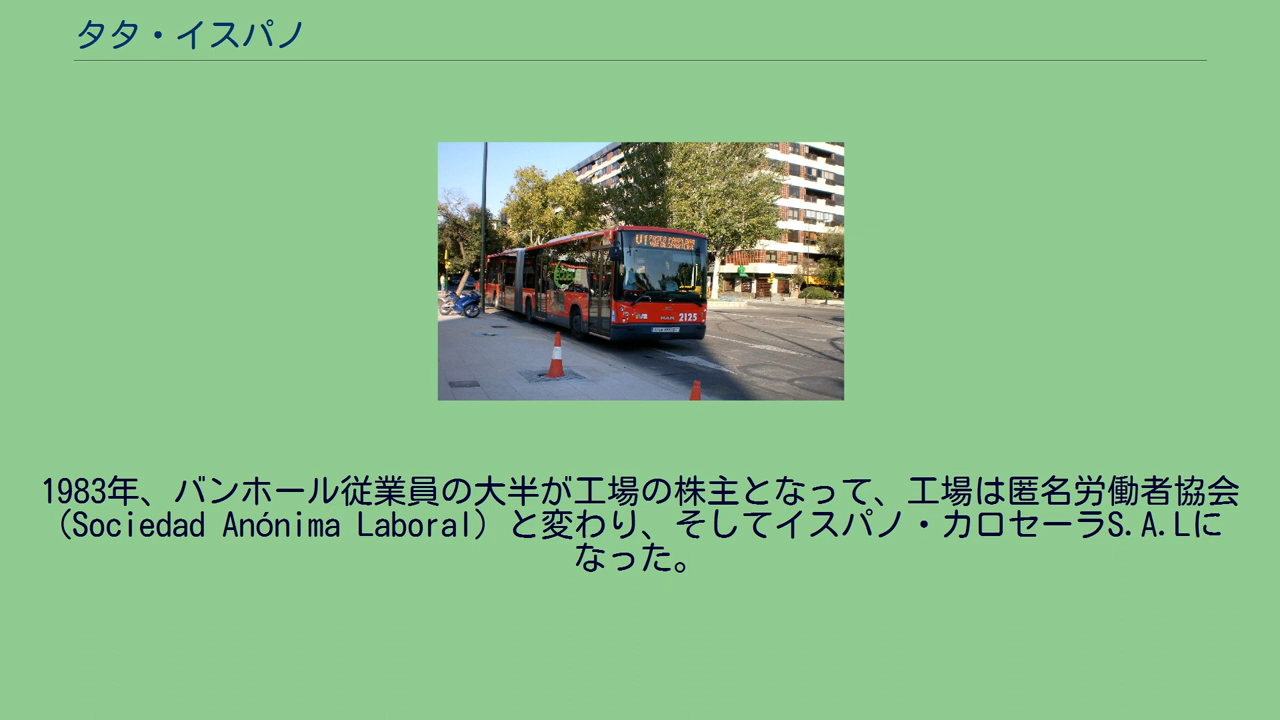 タタ・イスパノ
2125
1983年、バンホール従業員の大半が工場の株主となって、工場は匿名労働者協会
（Sociedad Anónima Laboral）と変わり、そしてイスパノ・カロセーラS.A.Lに
なった。